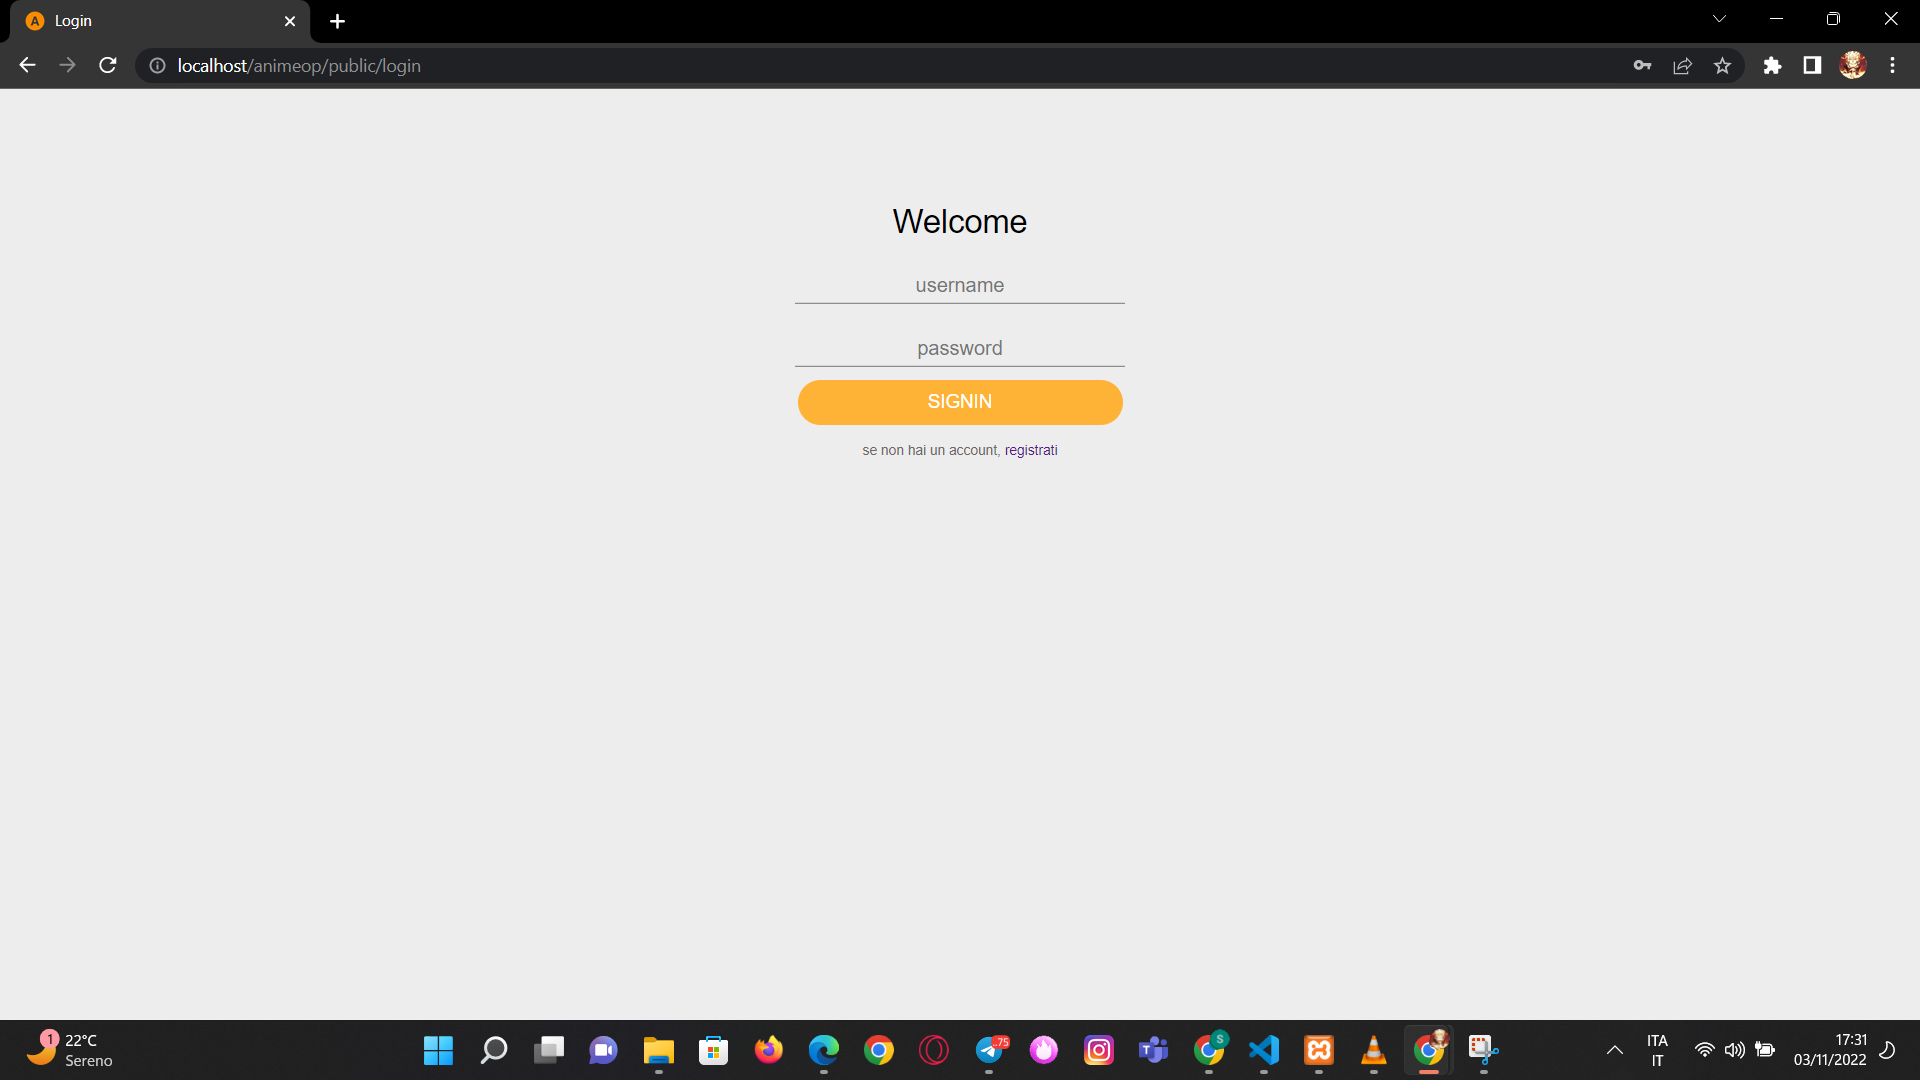 A Login
localhost/animeop/public/login
Welcome
username
password
SIGNIN
se non hai un account, registrati
1
22°C
Sereno
..75
T
S
ITA
IT
17:31
03/11/2022